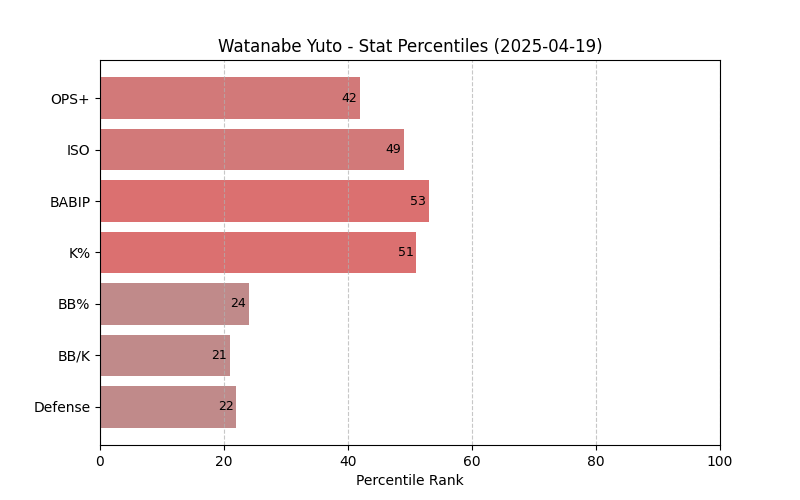 Watanabe Yuto - Stat Percentiles (2025-04-19)
OPS+ 42
ISO 49
BABIP 53
K% 51
BB% 24
BB/K 21
Defense 22
0 20 40 60 80 100
Percentile Rank